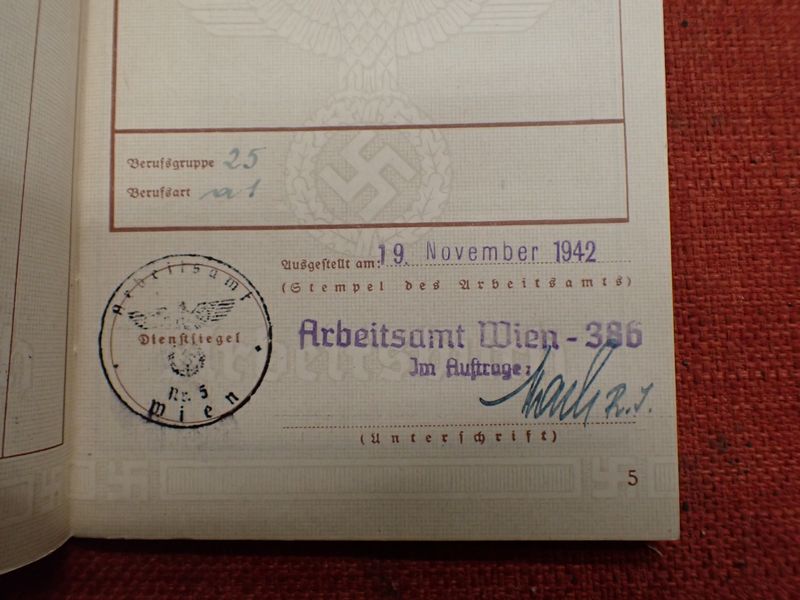 Berufsgruppe 25
Berufsart a1
Ausgestellt am: 19. November 1942
(Stempel des Arbeitsamts)
Arbeitsamt
Dienstsiegel
Nr. 5
Wien
Arbeitsamt Wien - 386
Im Auftrage:
R.I.
(Unterschrift)
5